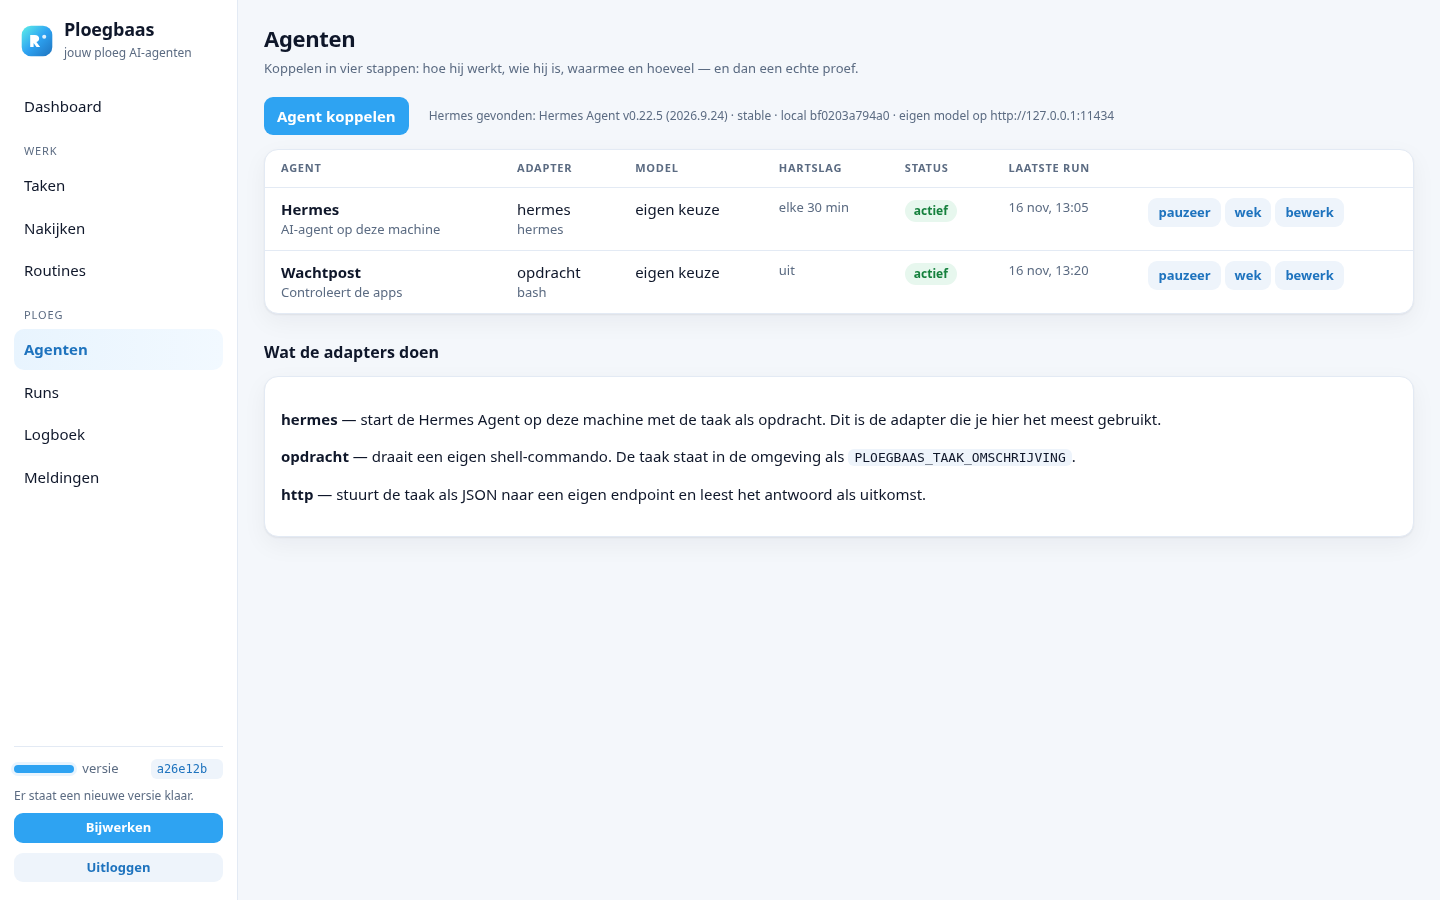 Ploegbaas
jouw ploeg AI-agenten
Dashboard
WERK
Taken
Nakijken
Routines
PLOEG
Agenten
Runs
Logboek
Meldingen
versie a26e12b
Er staat een nieuwe versie klaar.
Bijwerken
Uitloggen
Agenten
Koppelen in vier stappen: hoe hij werkt, wie hij is, waarmee en hoeveel — en dan een echte proef.
Agent koppelen Hermes gevonden: Hermes Agent v0.22.5 (2026.9.24) · stable · local bf0203a794a0 · eigen model op http://127.0.0.1:11434
AGENT ADAPTER MODEL HARTSLAG STATUS LAATSTE RUN
Hermes hermes eigen keuze elke 30 min actief 16 nov, 13:05 pauzeer wek bewerk
AI-agent op deze machine hermes
Wachtpost opdracht eigen keuze uit actief 16 nov, 13:20 pauzeer wek bewerk
Controleert de apps bash
Wat de adapters doen
hermes — start de Hermes Agent op deze machine met de taak als opdracht. Dit is de adapter die je hier het meest gebruikt.
opdracht — draait een eigen shell-commando. De taak staat in de omgeving als PLOEGBAAS_TAAK_OMSCHRIJVING.
http — stuurt de taak als JSON naar een eigen endpoint en leest het antwoord als uitkomst.